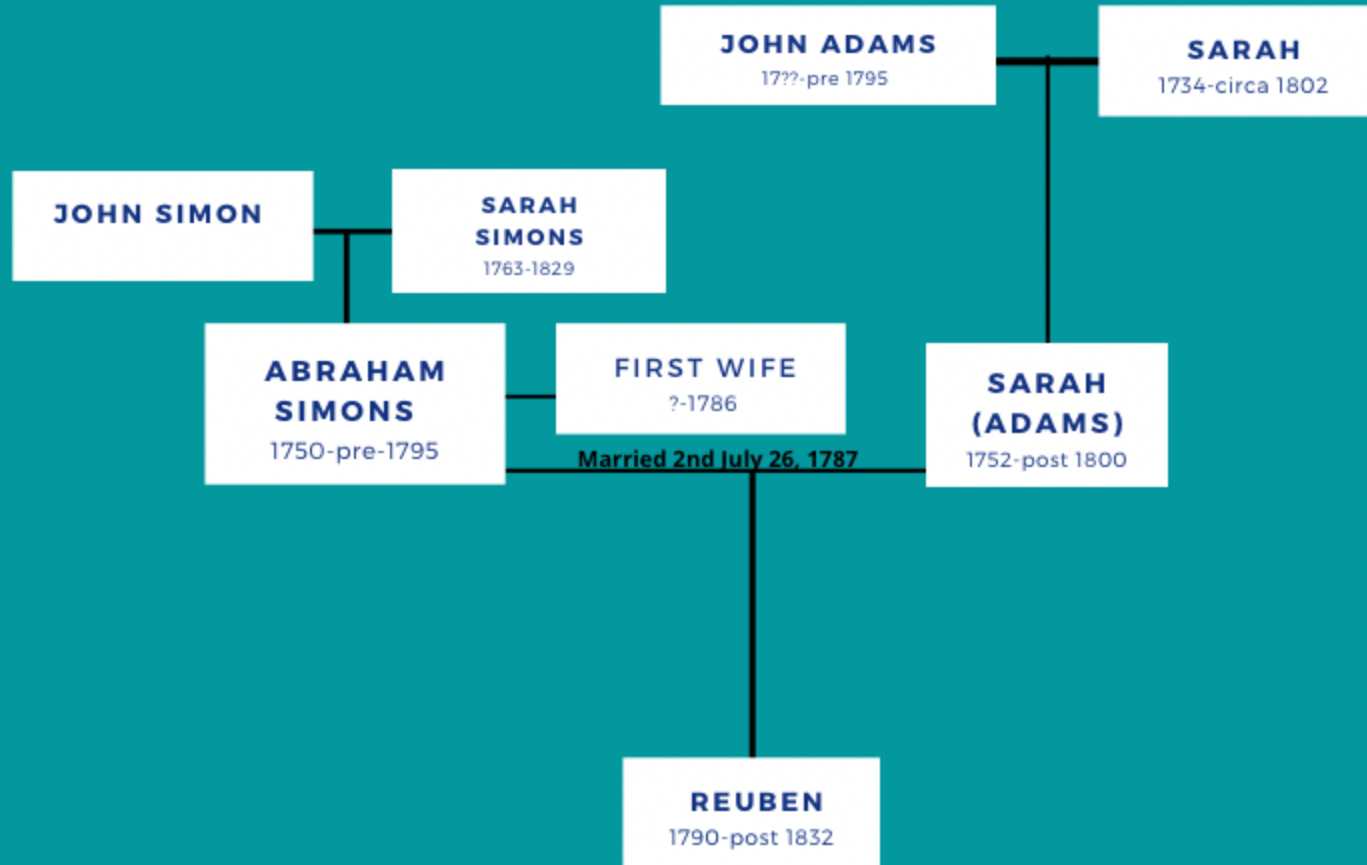 JOHN ADAMS
17??-pre 1795
SARAH
1734-circa 1802
JOHN SIMON
SARAH
SIMONS
1763-1829
ABRAHAM
SIMONS
1750-pre-1795
FIRST WIFE
?-1786
SARAH
(ADAMS)
1752-post 1800
Married 2nd July 26, 1787
REUBEN
1790-post 1832